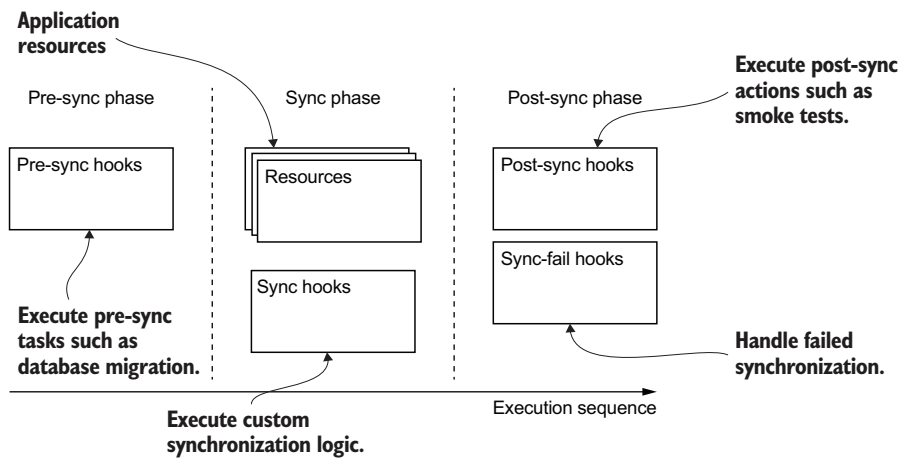 Application
resources
Execute post-sync
actions such as
smoke tests.
Pre-sync phase
Sync phase
Post-sync phase
Pre-sync hooks
Resources
Post-sync hooks
Sync hooks
Sync-fail hooks
Execute pre-sync
tasks such as
database migration.
Handle failed
synchronization.
Execution sequence
Execute custom
synchronization logic.